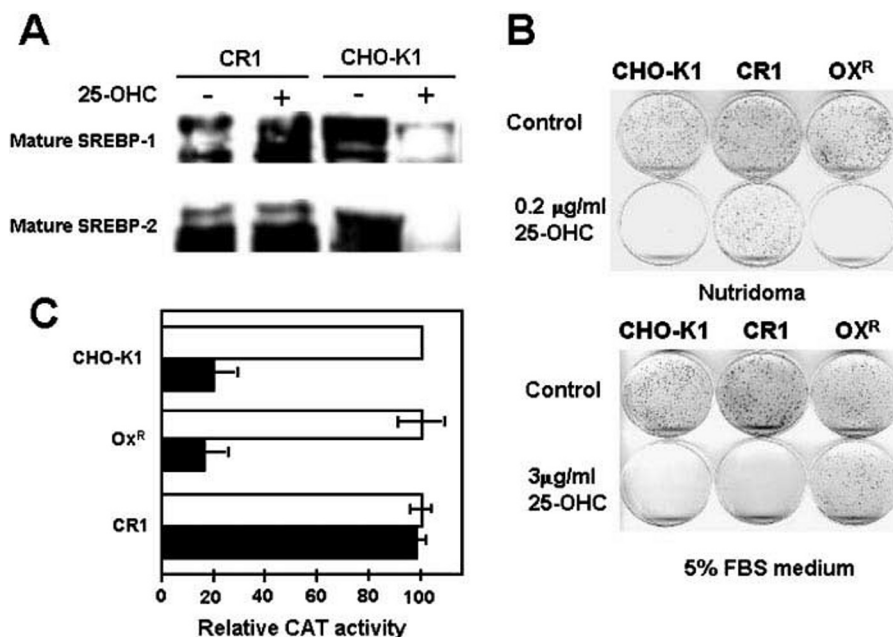 A
CR1 CHO-K1
25-OHC - + - +
Mature SREBP-1
Mature SREBP-2
B
CHO-K1 CR1 OXᴿ
Control
0.2 µg/ml
25-OHC
Nutridoma
CHO-K1 CR1 OXᴿ
Control
3µg/ml
25-OHC
5% FBS medium
C
CHO-K1
Oxᴿ
CR1
0 20 40 60 80 100
Relative CAT activity